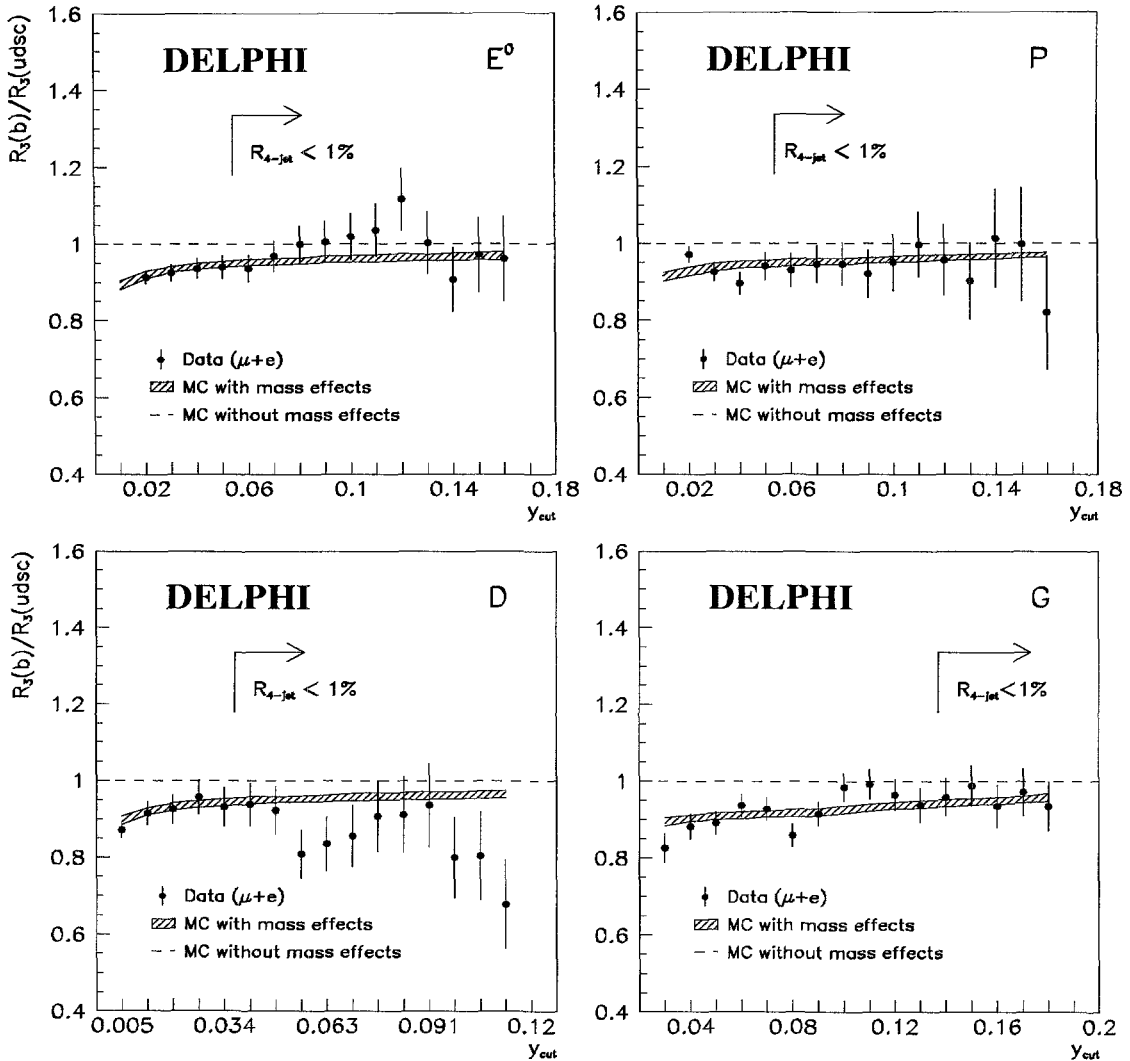 R₃(b)/R₃(udsc)
1.6
1.4
1.2
1
0.8
0.6
0.4
DELPHI
E⁰
R₄₋jet < 1%
Data (μ+e)
MC with mass effects
MC without mass effects
0.02
0.06
0.1
0.14
0.18
y_cut
1.6
1.4
1.2
1
0.8
0.6
0.4
DELPHI
P
R₄₋jet < 1%
Data (μ+e)
MC with mass effects
MC without mass effects
0.02
0.06
0.1
0.14
0.18
y_cut
R₃(b)/R₃(udsc)
1.6
1.4
1.2
1
0.8
0.6
0.4
DELPHI
D
R₄₋jet < 1%
Data (μ+e)
MC with mass effects
MC without mass effects
0.005
0.034
0.063
0.091
0.12
y_cut
1.6
1.4
1.2
1
0.8
0.6
0.4
DELPHI
G
R₄₋jet < 1%
Data (μ+e)
MC with mass effects
MC without mass effects
0.04
0.08
0.12
0.16
0.2
y_cut